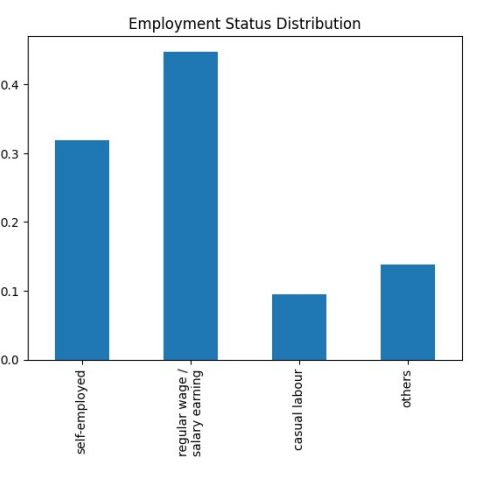 Employment Status Distribution
0.4
0.3
0.2
0.1
0.0
self-employed
regular wage /
salary earning
casual labour
others